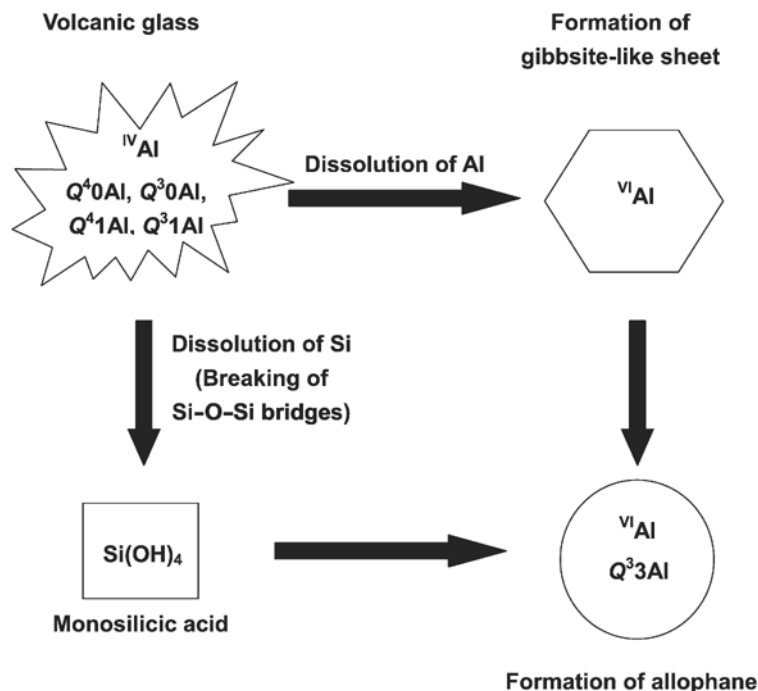 Volcanic glass
Formation of
gibbsite-like sheet
ᴵⱽAl
Q⁴0Al, Q³0Al,
Q⁴1Al, Q³1Al
Dissolution of Al
ⱽᴵAl
Dissolution of Si
(Breaking of
Si–O–Si bridges)
Si(OH)₄
Monosilicic acid
ⱽᴵAl
Q³3Al
Formation of allophane